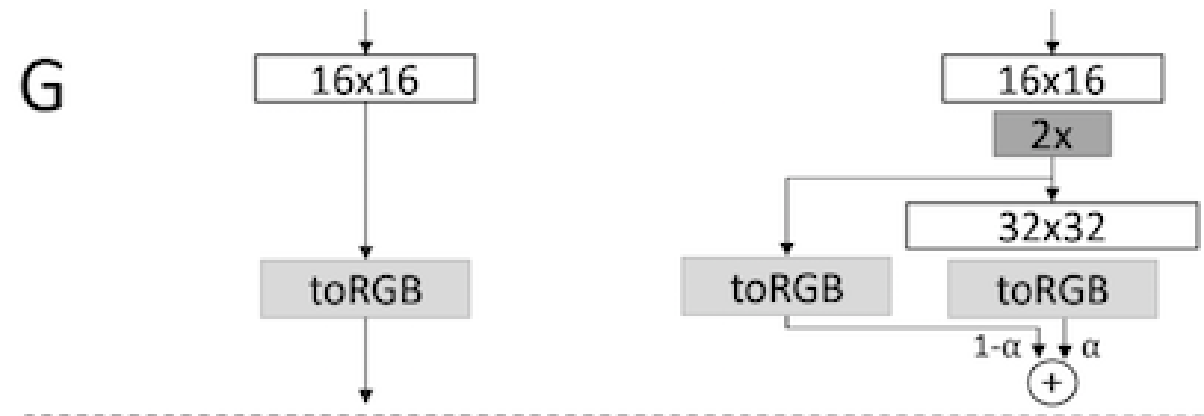 G
16x16
toRGB
16x16
2x
32x32
toRGB
toRGB
1-α
α
+